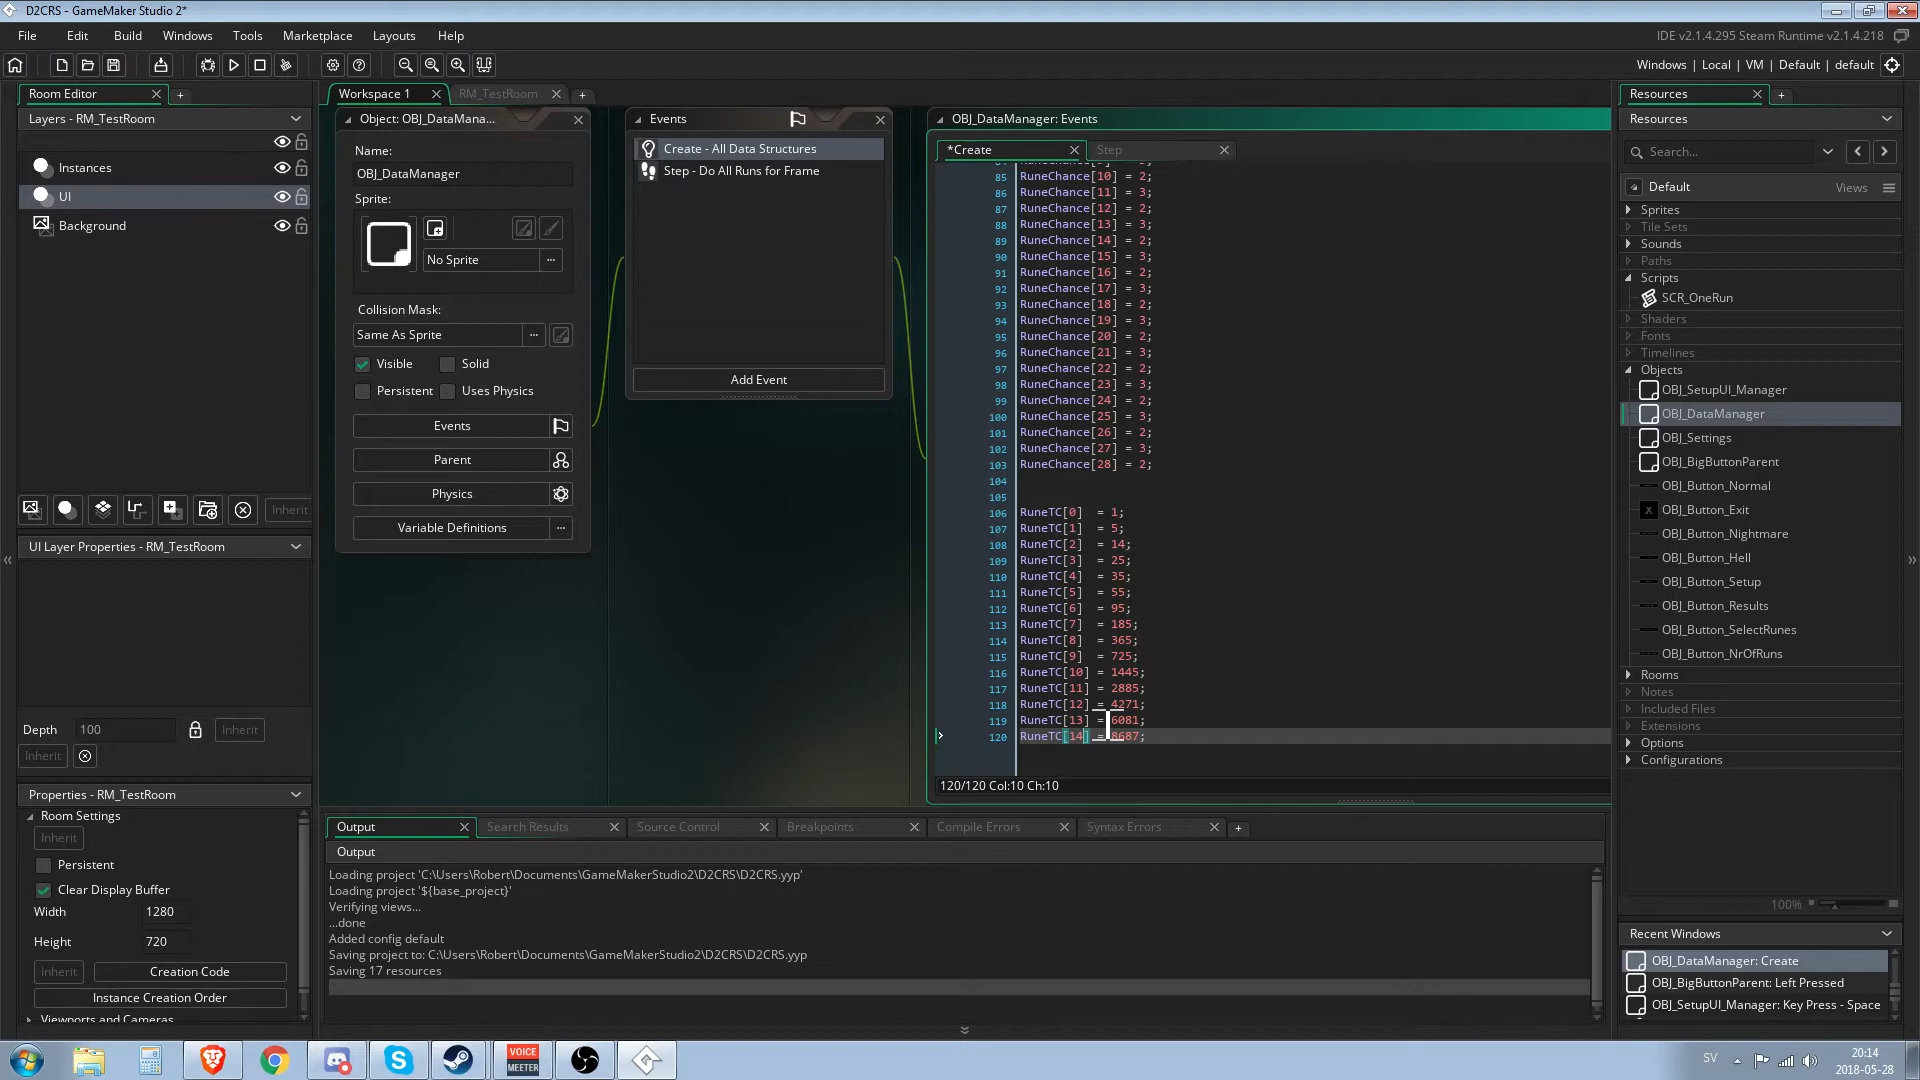 D2CRS - GameMaker Studio 2*
File Edit Build Windows Tools Marketplace Layouts Help
IDE v2.1.4.295 Steam Runtime v2.1.4.218
Windows | Local | VM | Default | default
Room Editor
Layers - RM_TestRoom
Instances
UI
Background
Inherit
UI Layer Properties - RM_TestRoom
Depth 100 Inherit
Inherit
Properties - RM_TestRoom
Room Settings
Inherit
Persistent
Clear Display Buffer
Width 1280
Height 720
Inherit Creation Code
Instance Creation Order
Viewports and Cameras
Workspace 1 RM_TestRoom
Object: OBJ_DataMana...
Name:
OBJ_DataManager
Sprite:
No Sprite
Collision Mask:
Same As Sprite
Visible Solid
Persistent Uses Physics
Events
Parent
Physics
Variable Definitions
Events
Create - All Data Structures
Step - Do All Runs for Frame
Add Event
OBJ_DataManager: Events
*Create Step
85 RuneChance[10] = 2;
86 RuneChance[11] = 3;
87 RuneChance[12] = 2;
88 RuneChance[13] = 3;
89 RuneChance[14] = 2;
90 RuneChance[15] = 3;
91 RuneChance[16] = 2;
92 RuneChance[17] = 3;
93 RuneChance[18] = 2;
94 RuneChance[19] = 3;
95 RuneChance[20] = 2;
96 RuneChance[21] = 3;
97 RuneChance[22] = 2;
98 RuneChance[23] = 3;
99 RuneChance[24] = 2;
100 RuneChance[25] = 3;
101 RuneChance[26] = 2;
102 RuneChance[27] = 3;
103 RuneChance[28] = 2;
104
105
106 RuneTC[0] = 1;
107 RuneTC[1] = 5;
108 RuneTC[2] = 14;
109 RuneTC[3] = 25;
110 RuneTC[4] = 35;
111 RuneTC[5] = 55;
112 RuneTC[6] = 95;
113 RuneTC[7] = 185;
114 RuneTC[8] = 365;
115 RuneTC[9] = 725;
116 RuneTC[10] = 1445;
117 RuneTC[11] = 2885;
118 RuneTC[12] = 4271;
119 RuneTC[13] = 6081;
120 RuneTC[14] = 8687;
120/120 Col:10 Ch:10
Output Search Results Source Control Breakpoints Compile Errors Syntax Errors
Output
Loading project 'C:\Users\Robert\Documents\GameMakerStudio2\D2CRS\D2CRS.yyp'
Loading project '${base_project}'
Verifying views...
...done
Added config default
Saving project to: C:\Users\Robert\Documents\GameMakerStudio2\D2CRS\D2CRS.yyp
Saving 17 resources
Resources
Resources
Search...
Default Views
Sprites
Tile Sets
Sounds
Paths
Scripts
SCR_OneRun
Shaders
Fonts
Timelines
Objects
OBJ_SetupUI_Manager
OBJ_DataManager
OBJ_Settings
OBJ_BigButtonParent
OBJ_Button_Normal
OBJ_Button_Exit
OBJ_Button_Nightmare
OBJ_Button_Hell
OBJ_Button_Setup
OBJ_Button_Results
OBJ_Button_SelectRunes
OBJ_Button_NrOfRuns
Rooms
Notes
Included Files
Extensions
Options
Configurations
100%
Recent Windows
OBJ_DataManager: Create
OBJ_BigButtonParent: Left Pressed
OBJ_SetupUI_Manager: Key Press - Space
VOICE
MEETER
SV
20:14
2018-05-28